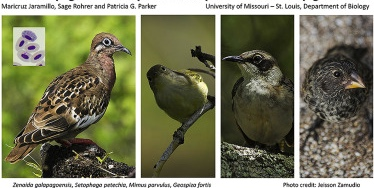 Maricruz Jaramillo, Sage Rohrer and Patricia G. Parker
University of Missouri – St. Louis, Department of Biology
Zenaida galapagoensis, Setophaga petechia, Mimus parvulus, Geospiza fortis
Photo credit: Jeisson Zamudio